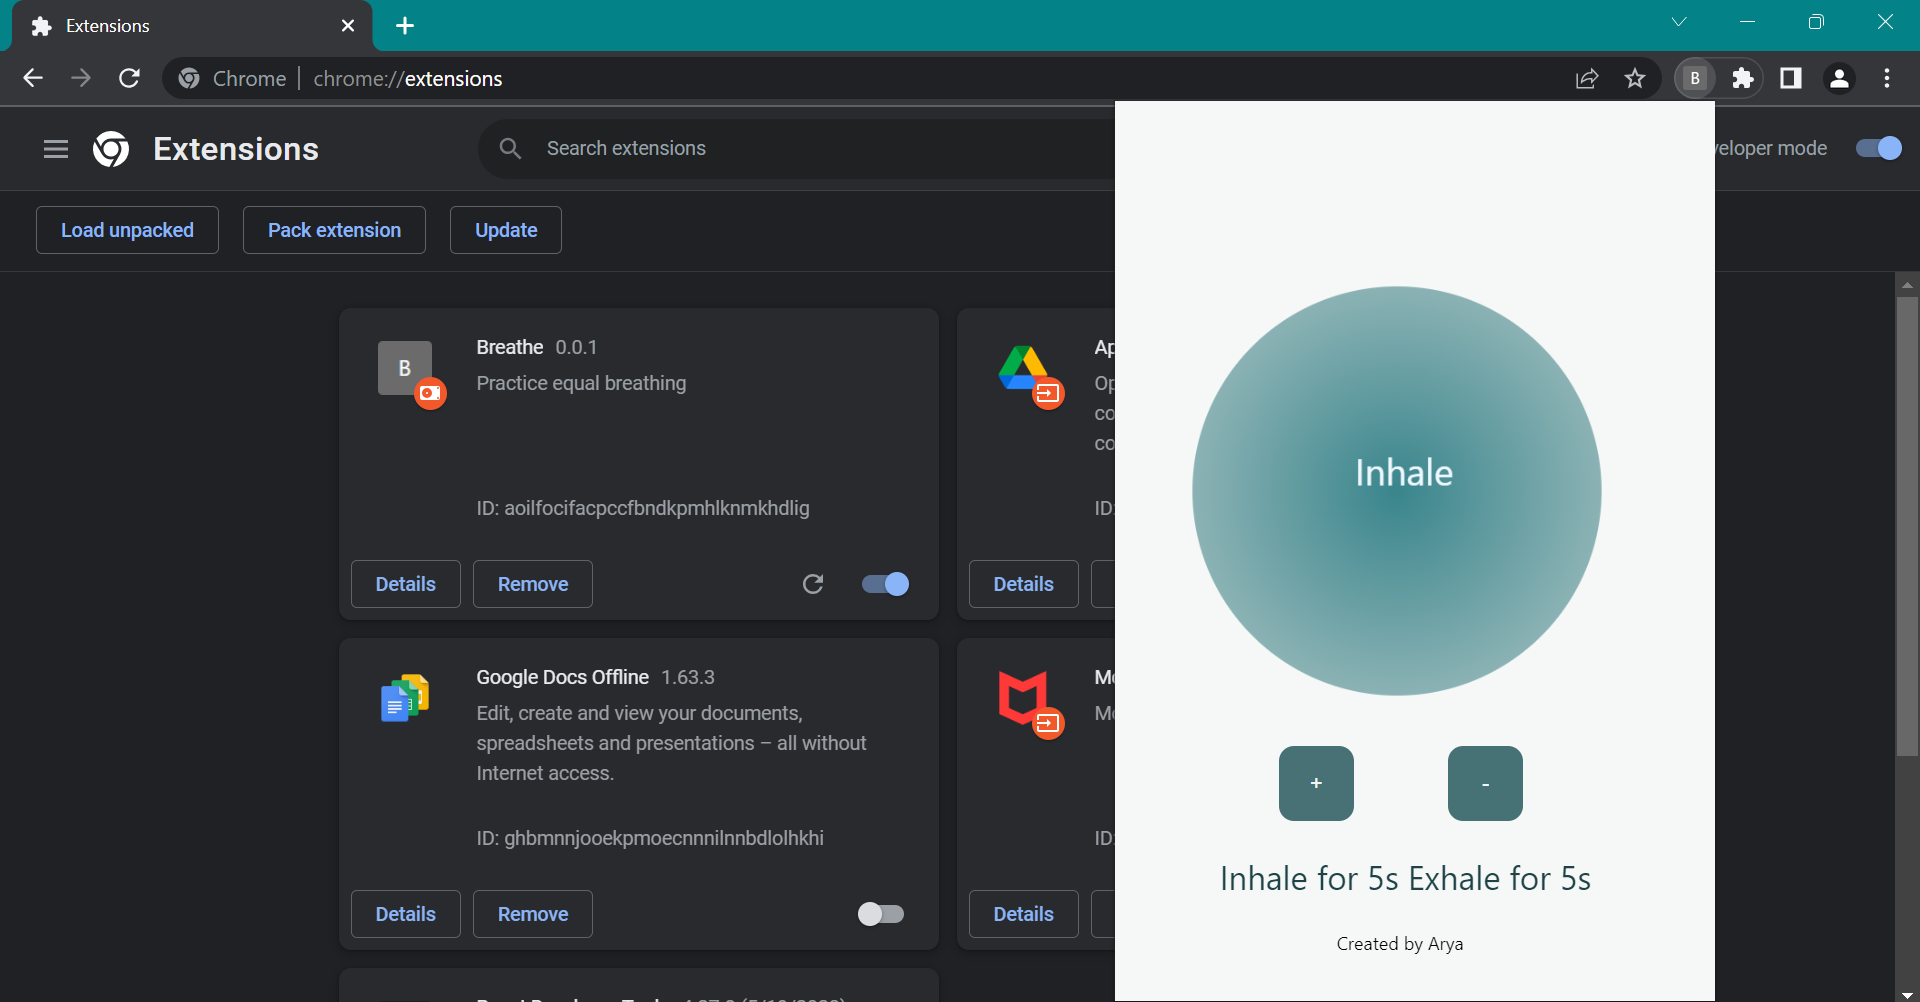 Extensions
Chrome | chrome://extensions
B
Extensions
Search extensions
veloper mode
Load unpacked
Pack extension
Update
B
Breathe 0.0.1
Practice equal breathing
ID: aoilfocifacpccfbndkpmhlknmkhdlig
Details
Remove
Ap
Op
co
co
ID:
Details
Google Docs Offline 1.63.3
Edit, create and view your documents,
spreadsheets and presentations – all without
Internet access.
ID: ghbmnnjooekpmoecnnnilnnbdlolhkhi
Details
Remove
Mc
Mc
ID:
Details
Inhale
+
-
Inhale for 5s Exhale for 5s
Created by Arya